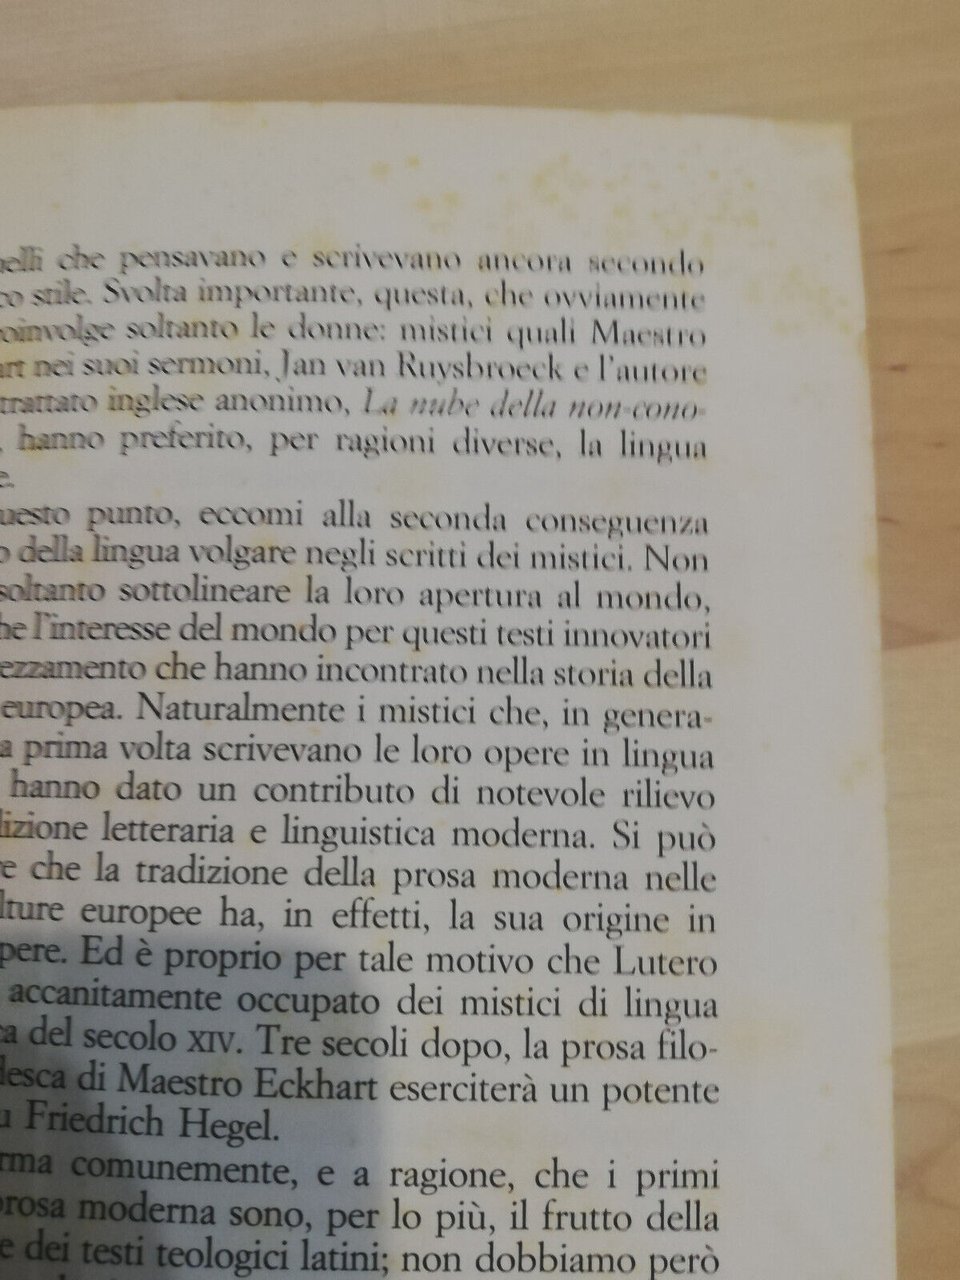 che pensavano e scrivevano ancora secondo
stile. Svolta importante, questa, che ovviamente
oinvolge soltanto le donne: mistici quali Maestro
art nei suoi sermoni, Jan van Ruysbroeck e l'autore
trattato inglese anonimo, La nube della non-cono-
, hanno preferito, per ragioni diverse, la lingua
e.
uesto punto, eccomi alla seconda conseguenza
o della lingua volgare negli scritti dei mistici. Non
soltanto sottolineare la loro apertura al mondo,
he l'interesse del mondo per questi testi innovatori
ezzamento che hanno incontrato nella storia della
europea. Naturalmente i mistici che, in genera-
a prima volta scrivevano le loro opere in lingua
hanno dato un contributo di notevole rilievo
dizione letteraria e linguistica moderna. Si può
e che la tradizione della prosa moderna nelle
lture europee ha, in effetti, la sua origine in
pere. Ed è proprio per tale motivo che Lutero
accanitamente occupato dei mistici di lingua
ca del secolo XIV. Tre secoli dopo, la prosa filo-
desca di Maestro Eckhart eserciterà un potente
u Friedrich Hegel.
rma comunemente, e a ragione, che i primi
prosa moderna sono, per lo più, il frutto della
e dei testi teologici latini; non dobbiamo però